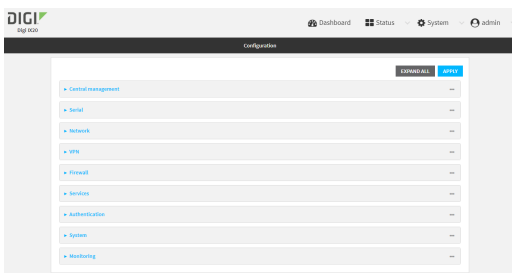 DIGI
Digi IX20
Dashboard Status System admin
Configuration
EXPAND ALL APPLY
Central management
Serial
Network
VPN
Firewall
Services
Authentication
System
Monitoring